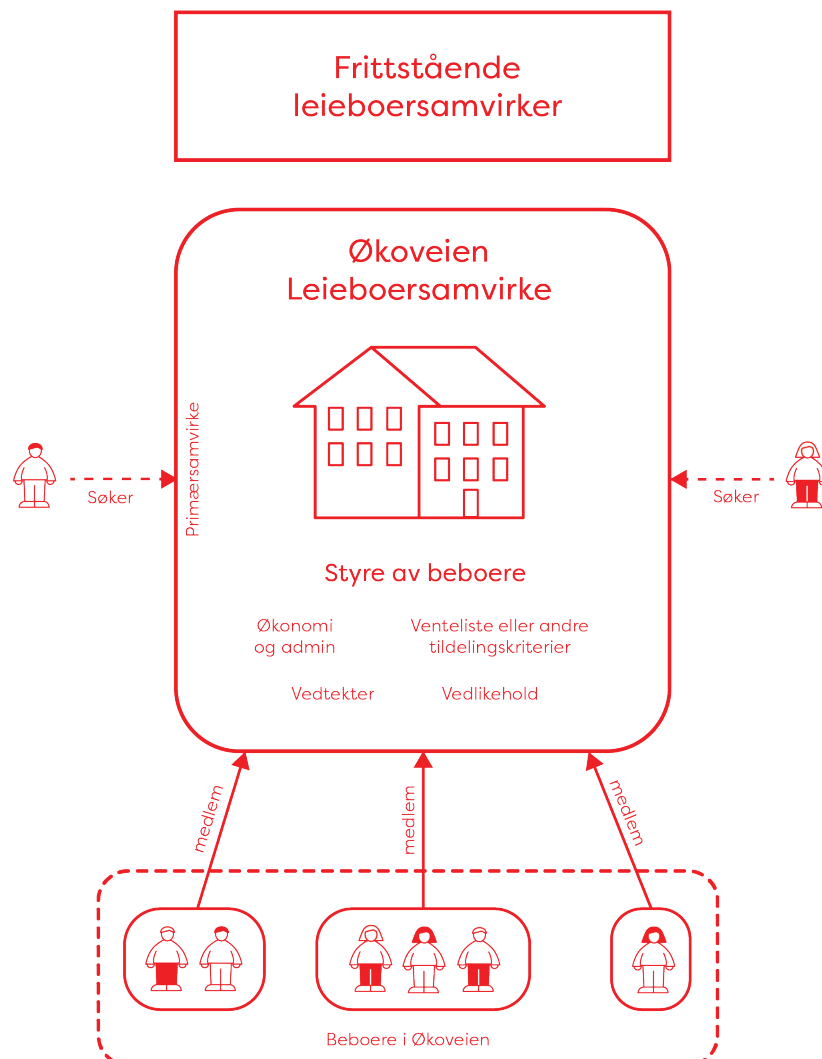 Frittstående
leieboersamvirker
Økoveien
Leieboersamvirke
Primærsamvirke
Søker
Søker
Styre av beboere
Økonomi
og admin
Venteliste eller andre
tildelingskriterier
Vedtekter
Vedlikehold
medlem
medlem
medlem
Beboere i Økoveien